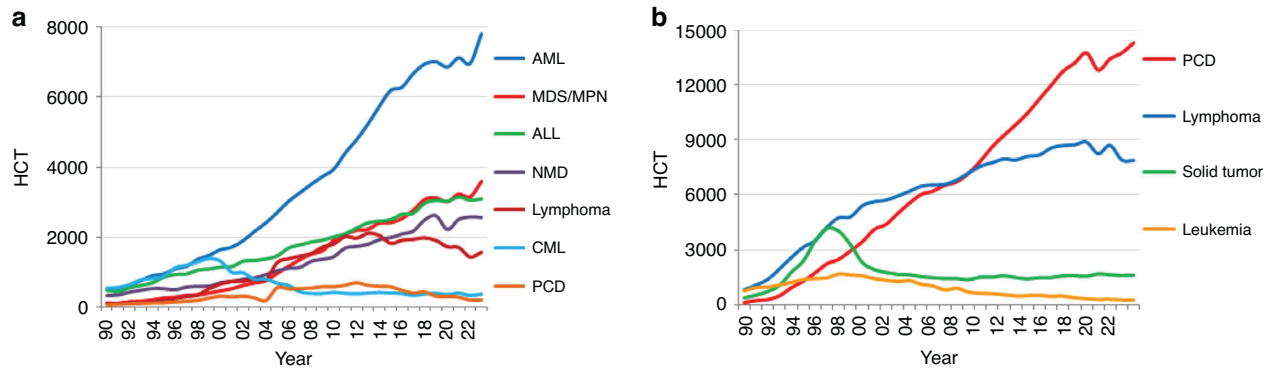 a
8000
6000
4000
2000
0
HCT
90 92 94 96 98 00 02 04 06 08 10 12 14 16 18 20 22
Year
AML
MDS/MPN
ALL
NMD
Lymphoma
CML
PCD
b
15000
12000
9000
6000
3000
0
HCT
90 92 94 96 98 00 02 04 06 08 10 12 14 16 18 20 22
Year
PCD
Lymphoma
Solid tumor
Leukemia